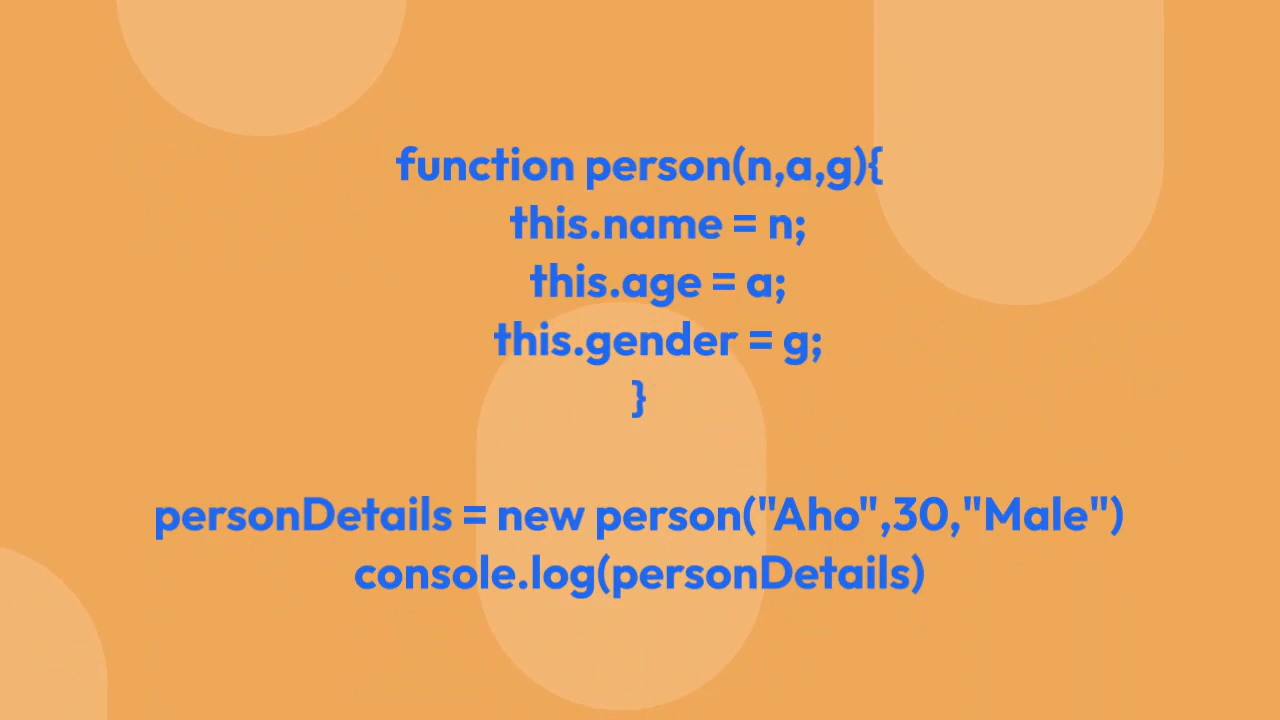 function person(n,a,g){
this.name = n;
this.age = a;
this.gender = g;
}
personDetails = new person("Aho",30,"Male")
console.log(personDetails)